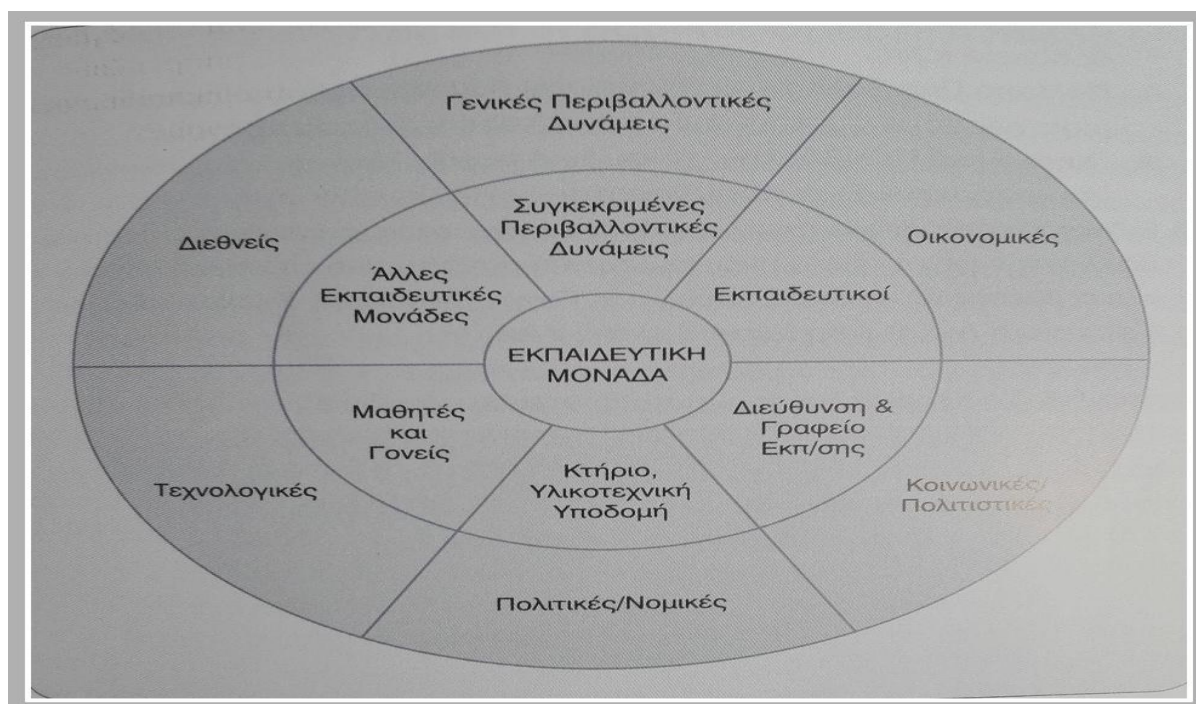 Γενικές Περιβαλλοντικές
Δυνάμεις
Συγκεκριμένες
Περιβαλλοντικές
Δυνάμεις
Διεθνείς
Οικονομικές
Άλλες
Εκπαιδευτικές
Μονάδες
Εκπαιδευτικοί
ΕΚΠΑΙΔΕΥΤΙΚΗ
ΜΟΝΑΔΑ
Μαθητές
και
Γονείς
Διεύθυνση &
Γραφείο
Εκπ/σης
Κτήριο,
Υλικοτεχνική
Υποδομή
Τεχνολογικές
Κοινωνικές/
Πολιτιστικές
Πολιτικές/Νομικές